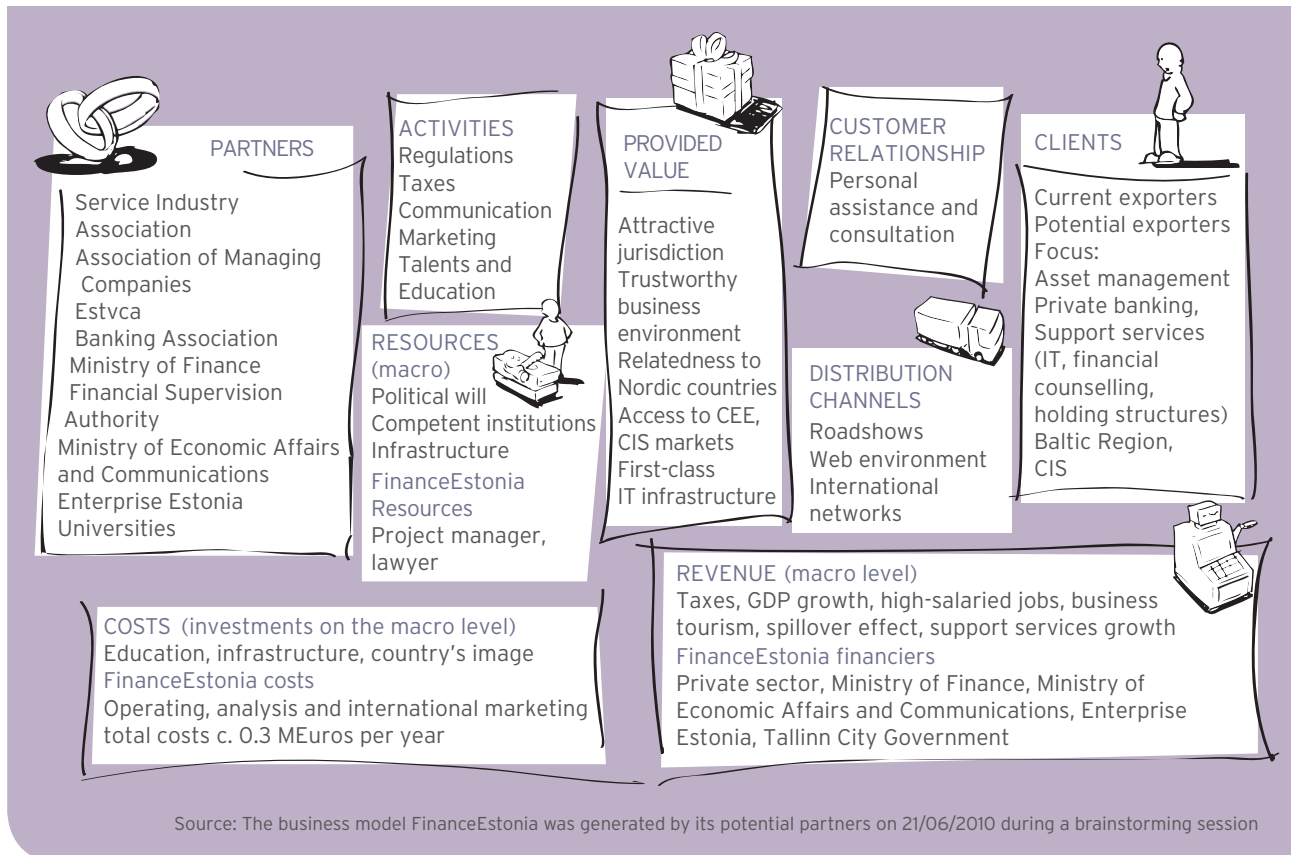 PARTNERS
Service Industry
Association
Association of Managing
Companies
Estvca
Banking Association
Ministry of Finance
Financial Supervision
Authority
Ministry of Economic Affairs
and Communications
Enterprise Estonia
Universities
ACTIVITIES
Regulations
Taxes
Communication
Marketing
Talents and
Education
RESOURCES
(macro)
Political will
Competent institutions
Infrastructure
FinanceEstonia
Resources
Project manager,
lawyer
PROVIDED
VALUE
Attractive
jurisdiction
Trustworthy
business
environment
Relatedness to
Nordic countries
Access to CEE,
CIS markets
First-class
IT infrastructure
CUSTOMER
RELATIONSHIP
Personal
assistance and
consultation
DISTRIBUTION
CHANNELS
Roadshows
Web environment
International
networks
CLIENTS
Current exporters
Potential exporters
Focus:
Asset management
Private banking,
Support services
(IT, financial
counselling,
holding structures)
Baltic Region,
CIS
COSTS (investments on the macro level)
Education, infrastructure, country's image
FinanceEstonia costs
Operating, analysis and international marketing
total costs c. 0.3 MEuros per year
REVENUE (macro level)
Taxes, GDP growth, high-salaried jobs, business
tourism, spillover effect, support services growth
FinanceEstonia financiers
Private sector, Ministry of Finance, Ministry of
Economic Affairs and Communications, Enterprise
Estonia, Tallinn City Government
Source: The business model FinanceEstonia was generated by its potential partners on 21/06/2010 during a brainstorming session